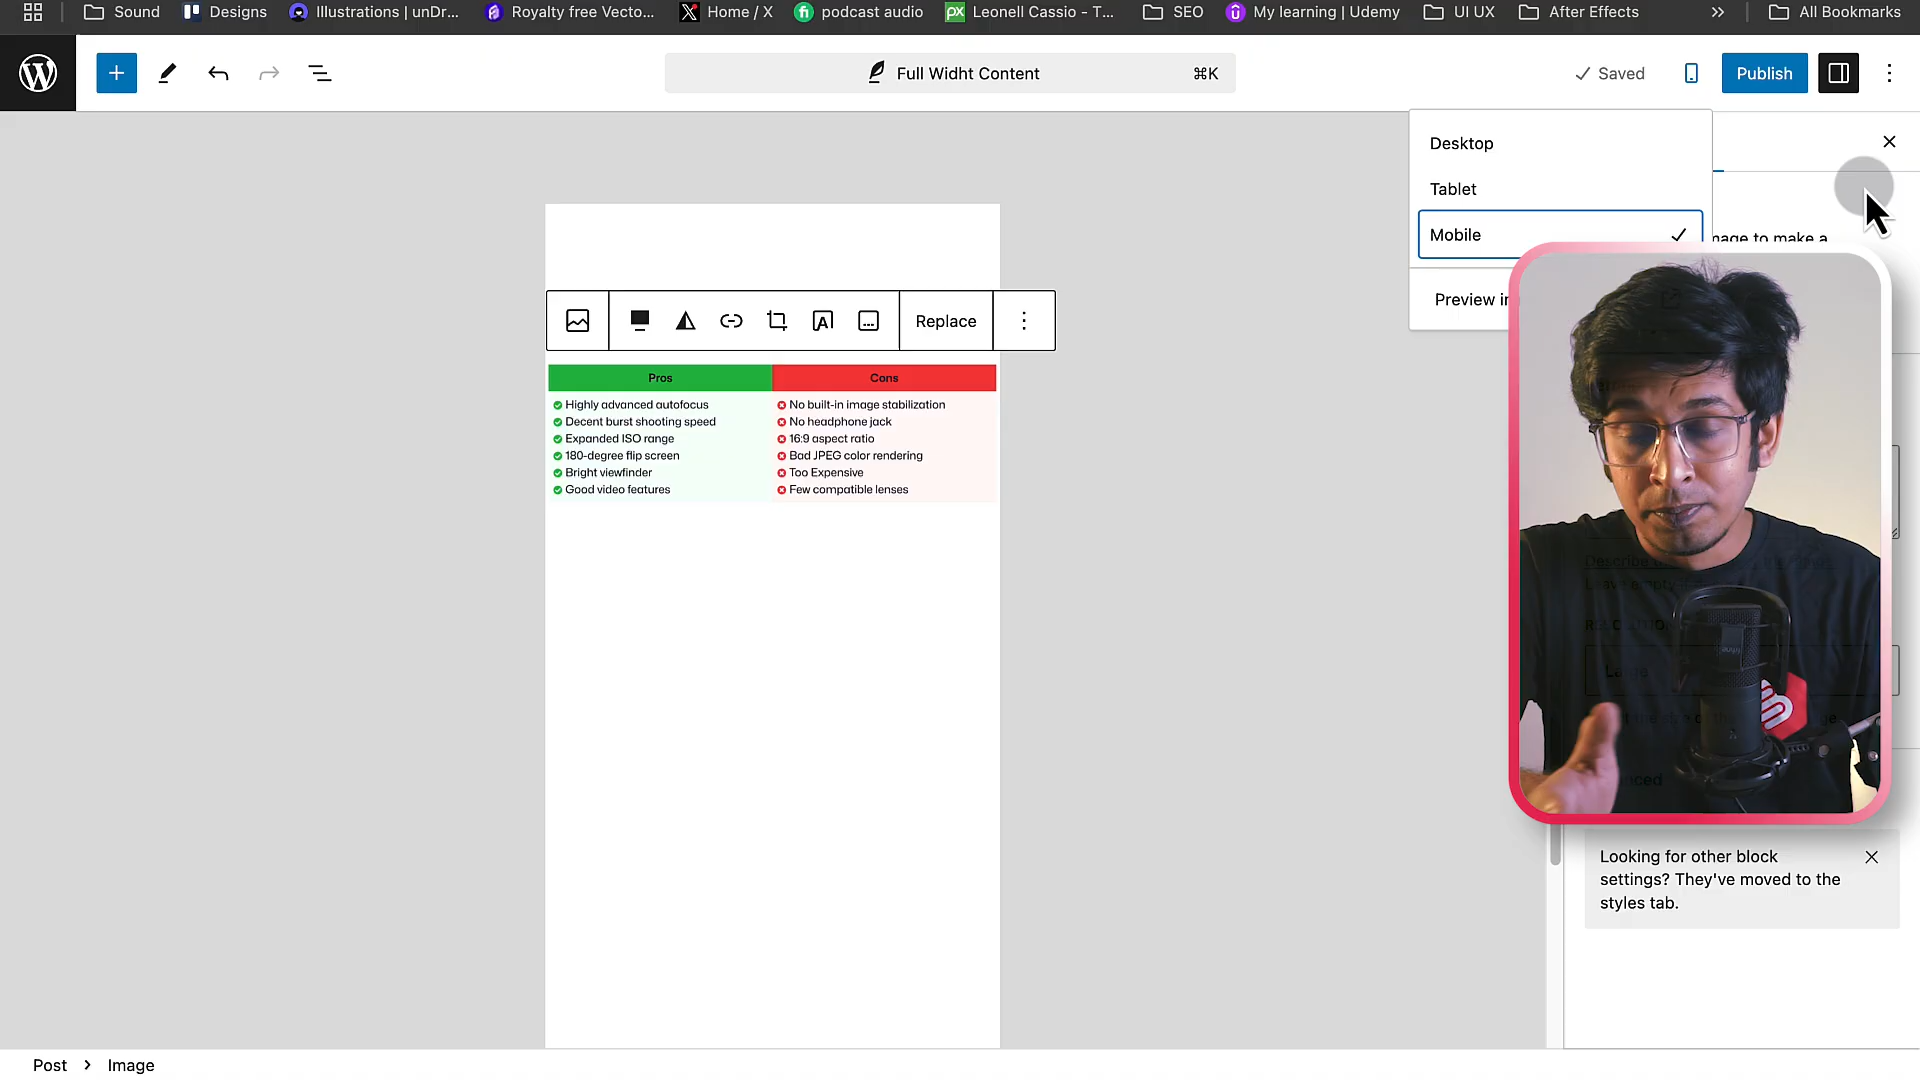 Sound
Designs
Illustrations | unDr...
Royalty free Vecto...
X
Home / X
podcast audio
PX
Leonell Cassio - T...
SEO
My learning | Udemy
UI UX
After Effects
All Bookmarks
Full Widht Content
⌘K
Saved
Publish
Desktop
Tablet
Mobile
Replace
Pros
Cons
Highly advanced autofocus
No built-in image stabilization
Decent burst shooting speed
No headphone jack
Expanded ISO range
16:9 aspect ratio
180-degree flip screen
Bad JPEG color rendering
Bright viewfinder
Too Expensive
Good video features
Few compatible lenses
to make a
Preview
Looking for other block
settings? They've moved to the
styles tab.
Post > Image